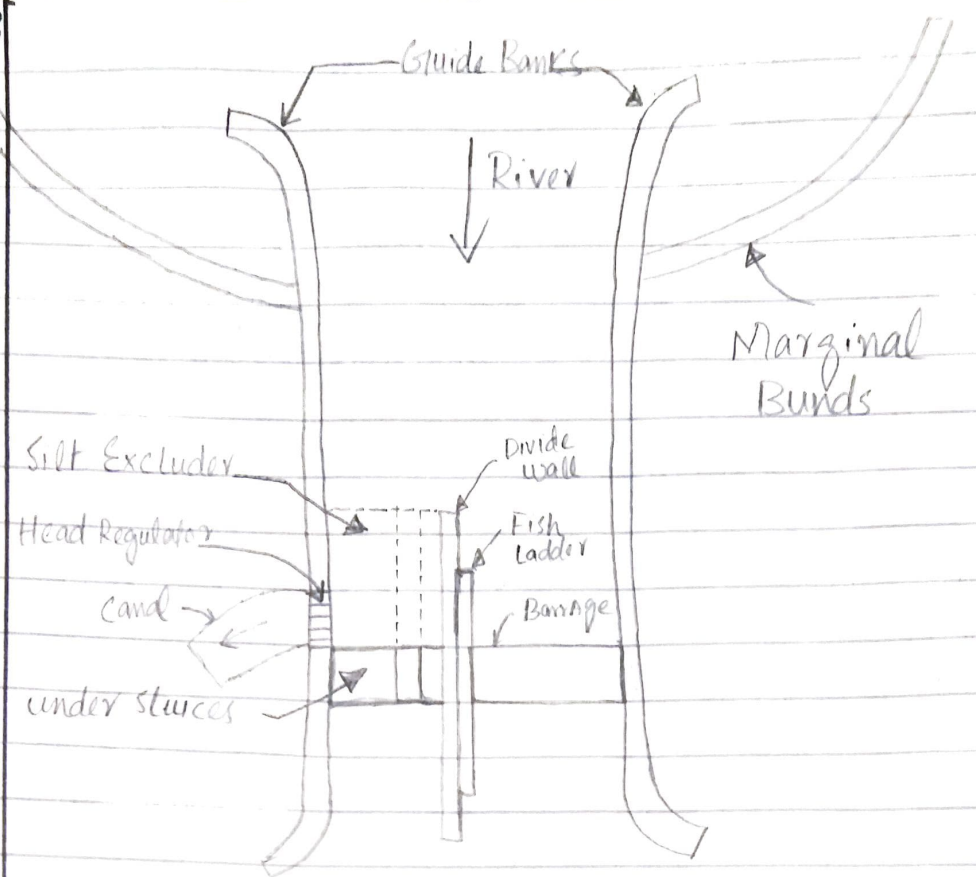 Guide Banks
River
Marginal
Bunds
Silt Excluder
Divide
Wall
Head Regulator
Fish
Ladder
Canal
Barrage
Under Sluices